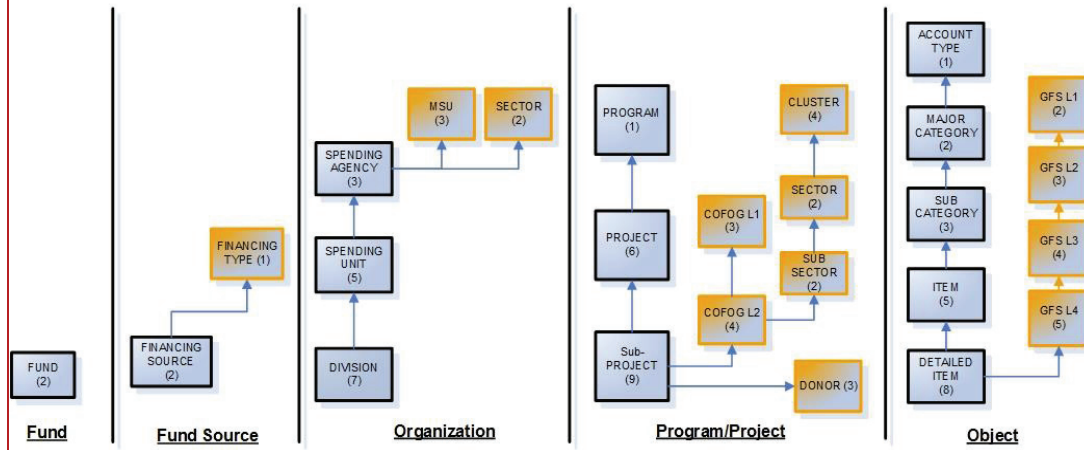 FUND
(2)
Fund
FINANCING
TYPE (1)
FINANCING
SOURCE
(2)
Fund Source
MSU
(3)
SECTOR
(2)
SPENDING
AGENCY
(3)
SPENDING
UNIT
(5)
DIVISION
(7)
Organization
PROGRAM
(1)
PROJECT
(6)
Sub-
PROJECT
(9)
COFOG L1
(3)
COFOG L2
(4)
CLUSTER
(4)
SECTOR
(2)
SUB
SECTOR
(2)
DONOR (3)
Program/Project
ACCOUNT
TYPE
(1)
MAJOR
CATEGORY
(2)
SUB
CATEGORY
(3)
ITEM
(5)
DETAILED
ITEM
(8)
GFS L1
(2)
GFS L2
(3)
GFS L3
(4)
GFS L4
(5)
Object